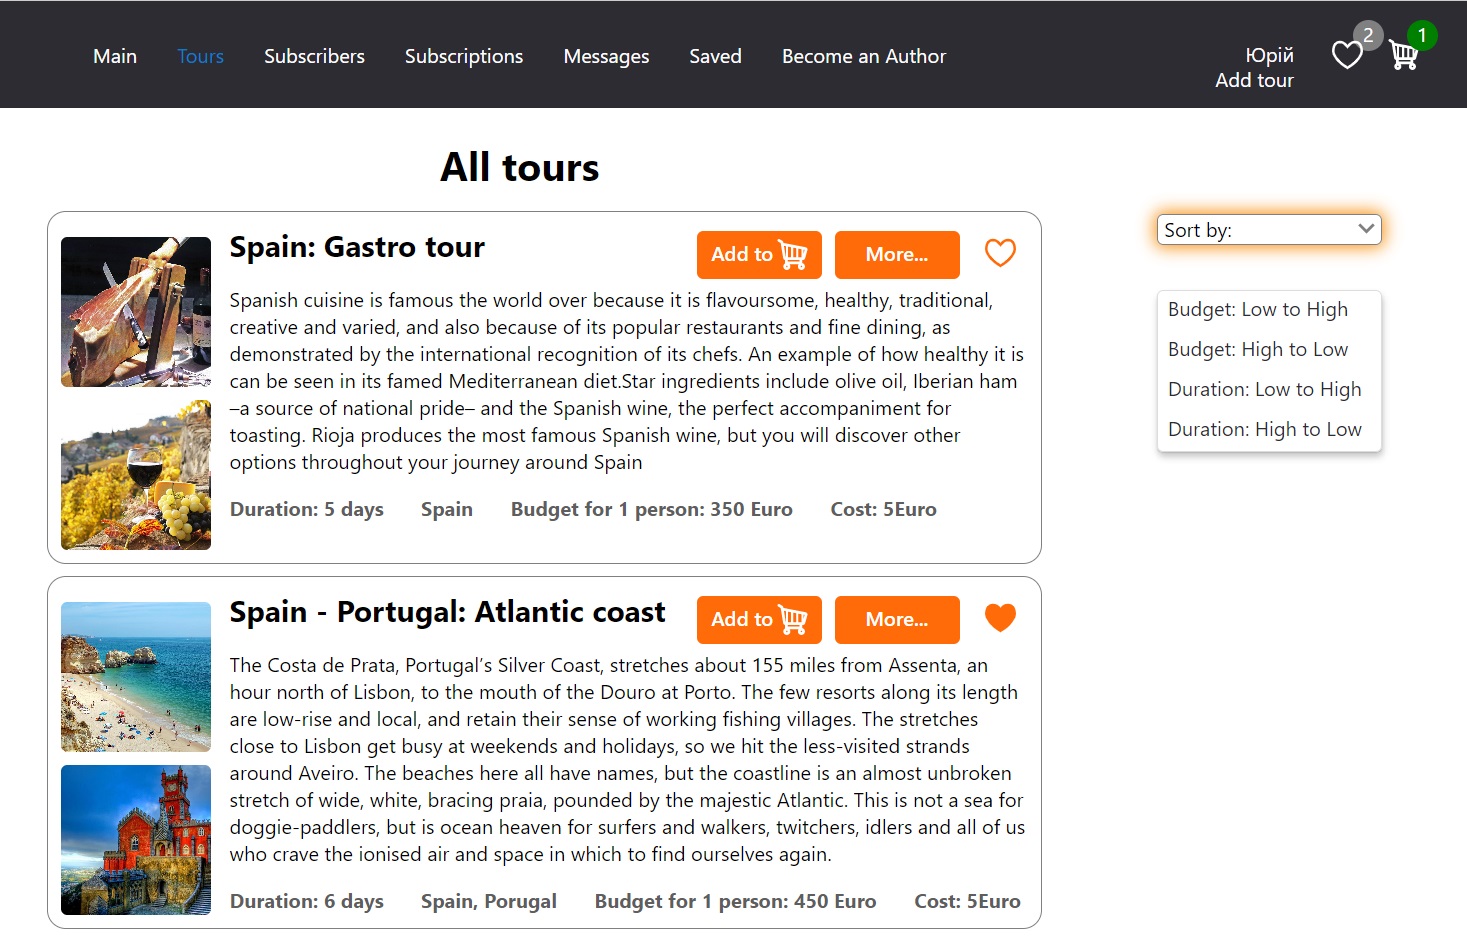 Main Tours Subscribers Subscriptions Messages Saved Become an Author
Юрій
Add tour
2
1
All tours
Sort by:
Budget: Low to High
Budget: High to Low
Duration: Low to High
Duration: High to Low
Spain: Gastro tour
Add to
More...
Spanish cuisine is famous the world over because it is flavoursome, healthy, traditional,
creative and varied, and also because of its popular restaurants and fine dining, as
demonstrated by the international recognition of its chefs. An example of how healthy it is
can be seen in its famed Mediterranean diet.Star ingredients include olive oil, Iberian ham
–a source of national pride– and the Spanish wine, the perfect accompaniment for
toasting. Rioja produces the most famous Spanish wine, but you will discover other
options throughout your journey around Spain
Duration: 5 days Spain Budget for 1 person: 350 Euro Cost: 5Euro
Spain - Portugal: Atlantic coast
Add to
More...
The Costa de Prata, Portugal’s Silver Coast, stretches about 155 miles from Assenta, an
hour north of Lisbon, to the mouth of the Douro at Porto. The few resorts along its length
are low-rise and local, and retain their sense of working fishing villages. The stretches
close to Lisbon get busy at weekends and holidays, so we hit the less-visited strands
around Aveiro. The beaches here all have names, but the coastline is an almost unbroken
stretch of wide, white, bracing praia, pounded by the majestic Atlantic. This is not a sea for
doggie-paddlers, but is ocean heaven for surfers and walkers, twitchers, idlers and all of us
who crave the ionised air and space in which to find ourselves again.
Duration: 6 days Spain, Porugal Budget for 1 person: 450 Euro Cost: 5Euro